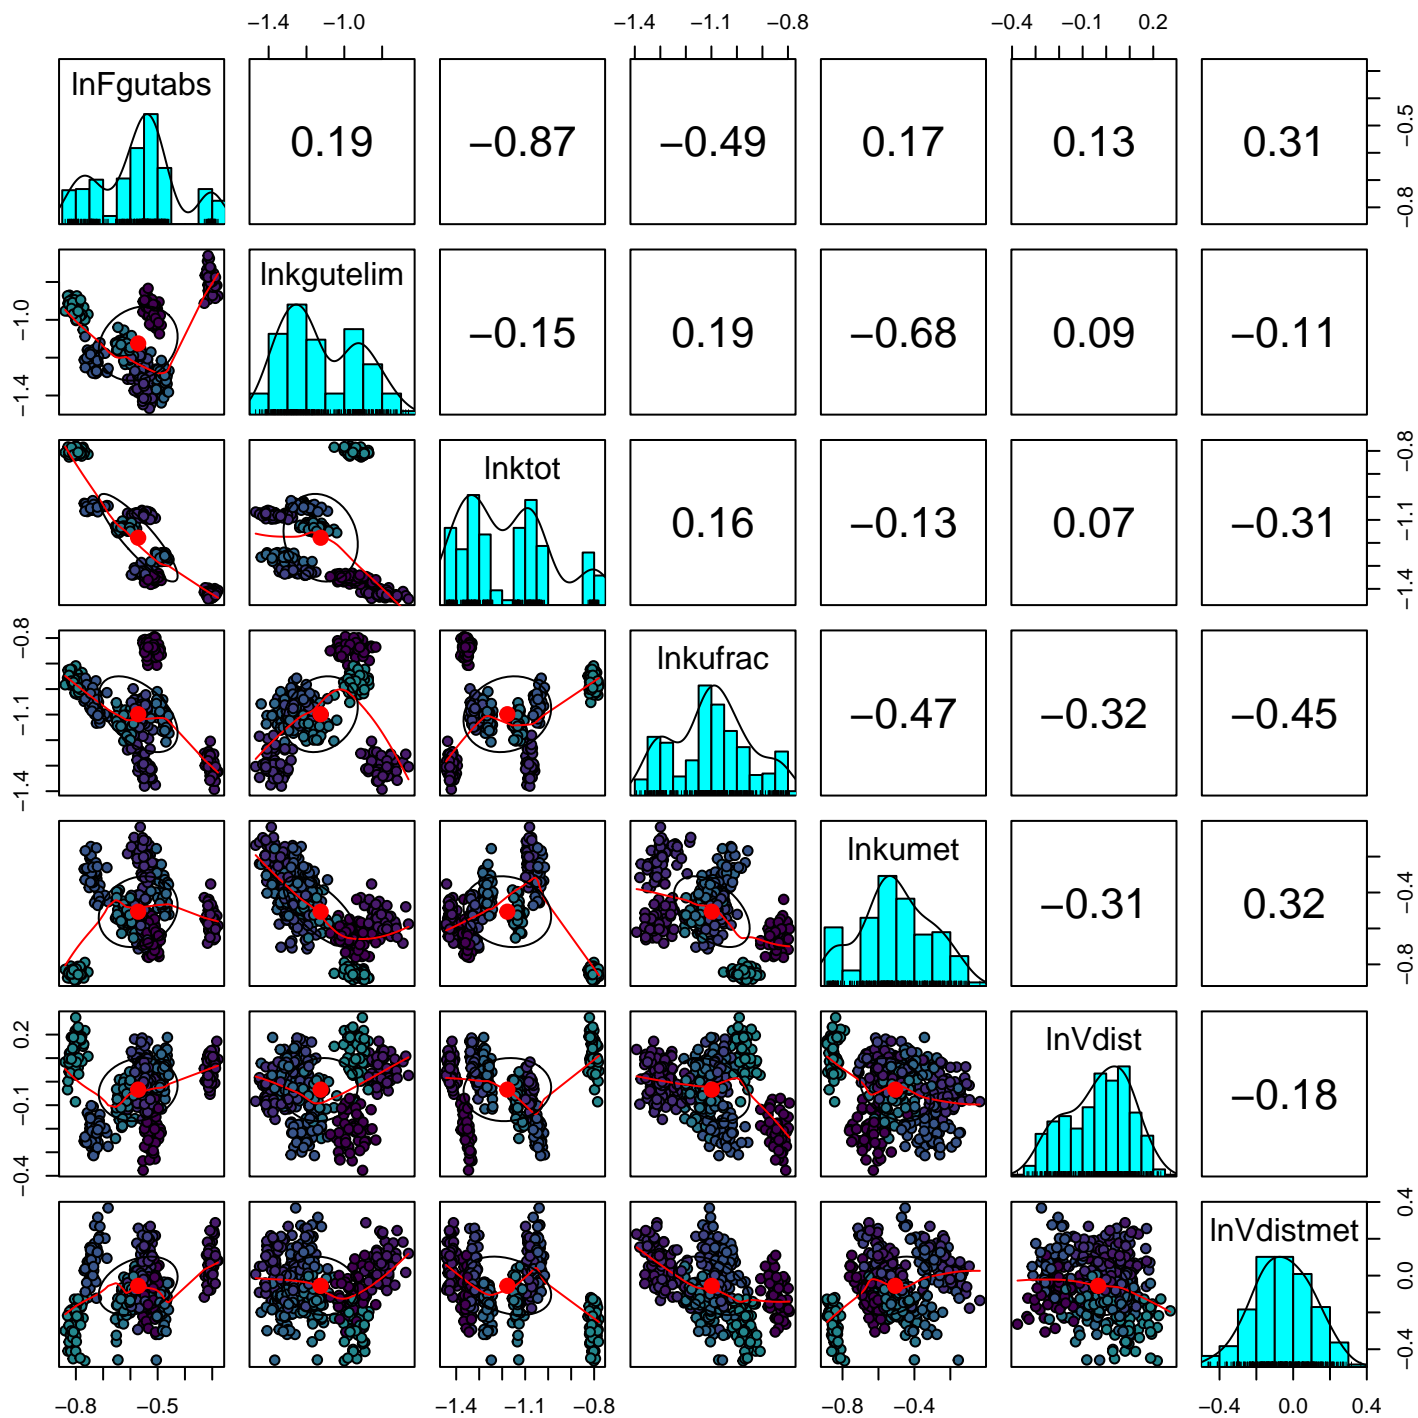 −1.4 −1.0 −1.4 −1.1 −0.8 −0.4 −0.1 0.2
lnFgutabs 0.19 −0.87 −0.49 0.17 0.13 0.31 −0.5 −0.8
−1.0 −1.4 lnkgutelim −0.15 0.19 −0.68 0.09 −0.11
lnktot 0.16 −0.13 0.07 −0.31 −0.8 −1.1 −1.4
−0.8 −1.1 −1.4 lnkufrac −0.47 −0.32 −0.45
lnkumet −0.31 0.32 −0.4 −0.8
0.2 −0.1 −0.4 lnVdist −0.18
lnVdistmet 0.4 0.0 −0.4
−0.8 −0.5 −1.4 −1.1 −0.8 −0.8 −0.4 −0.4 0.0 0.4